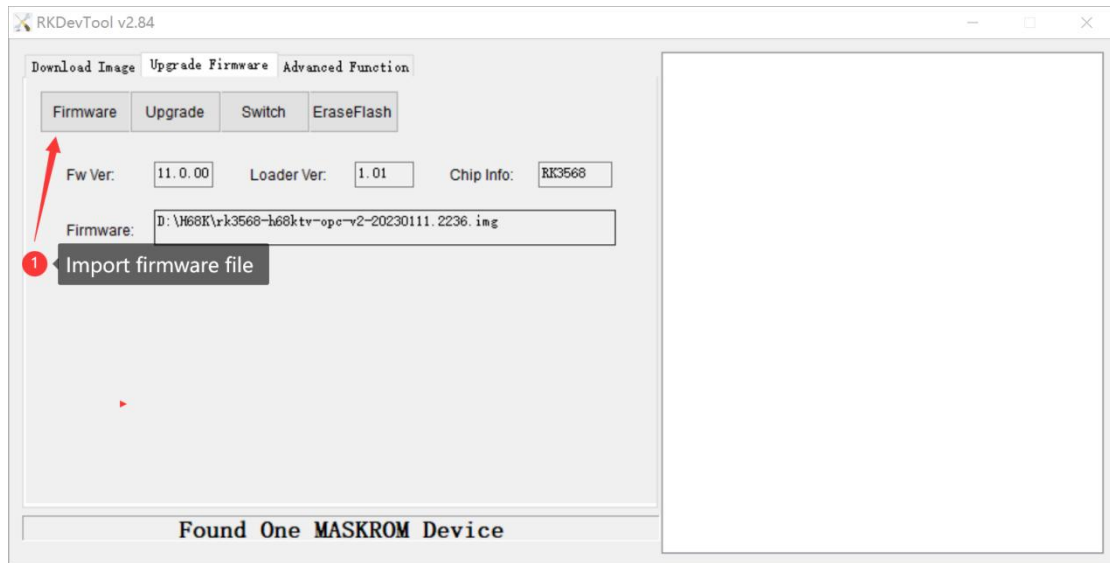 RKDevTool v2.84
Download Image Upgrade Firmware Advanced Function
Firmware Upgrade Switch EraseFlash
Fw Ver: 11.0.00 Loader Ver: 1.01 Chip Info: RK3568
Firmware: D:\H68K\rk3568-h68ktv-opc-v2-20230111.2236.img
1 Import firmware file
Found One MASKROM Device